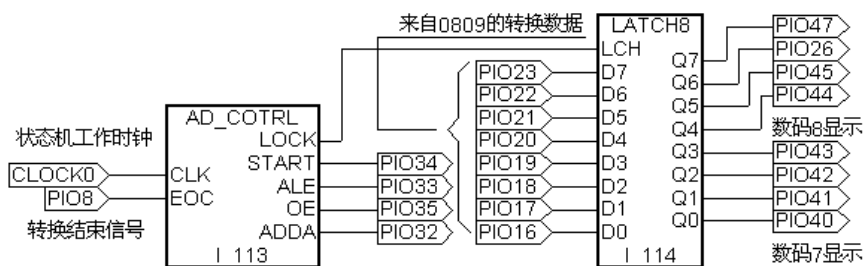 来自0809的转换数据
LATCH8
LCH
PIO23 D7 Q7 PIO47
PIO22 D6 Q6 PIO26
PIO21 D5 Q5 PIO45
PIO20 D4 Q4 PIO44
数码8显示
PIO19 D3 Q3 PIO43
PIO18 D2 Q2 PIO42
PIO17 D1 Q1 PIO41
PIO16 D0 Q0 PIO40
I 114
数码7显示
AD_COTRL
状态机工作时钟
LOCK
START PIO34
CLOCK0 CLK
ALE PIO33
PIO8 EOC
OE PIO35
转换结束信号
ADDA PIO32
I 113